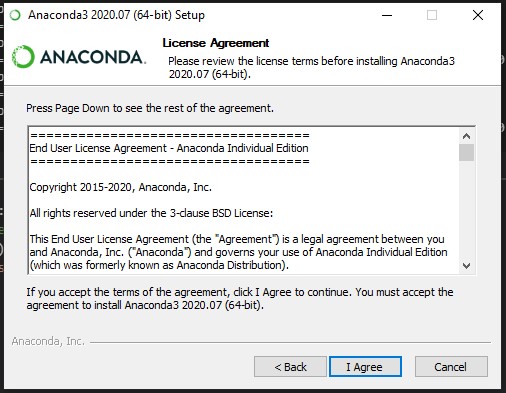 Anaconda3 2020.07 (64-bit) Setup
ANACONDA.
License Agreement
Please review the license terms before installing Anaconda3
2020.07 (64-bit).
Press Page Down to see the rest of the agreement.
===================================
End User License Agreement - Anaconda Individual Edition
===================================
Copyright 2015-2020, Anaconda, Inc.
All rights reserved under the 3-clause BSD License:
This End User License Agreement (the "Agreement") is a legal agreement between you
and Anaconda, Inc. ("Anaconda") and governs your use of Anaconda Individual Edition
(which was formerly known as Anaconda Distribution).
If you accept the terms of the agreement, click I Agree to continue. You must accept the
agreement to install Anaconda3 2020.07 (64-bit).
Anaconda, Inc.
< Back
I Agree
Cancel